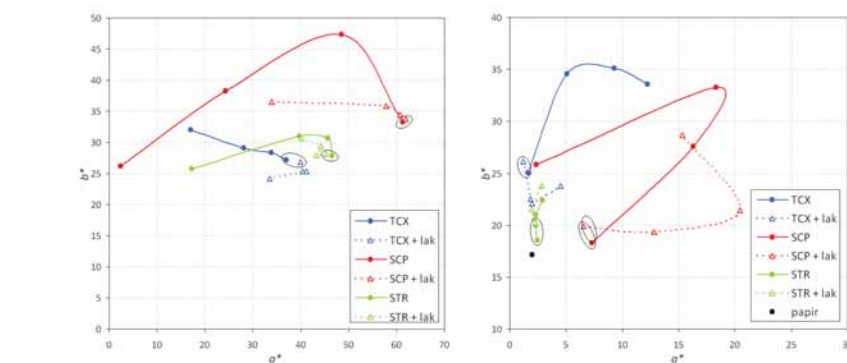 50
45
40
35
30
25
20
15
10
5
0
b*
0 10 20 30 40 50 60 70
a*
TCX
TCX + lak
SCP
SCP + lak
STR
STR + lak
40
35
30
25
20
15
10
b*
0 5 10 15 20 25 30
a*
TCX
TCX + lak
SCP
SCP + lak
STR
STR + lak
papir